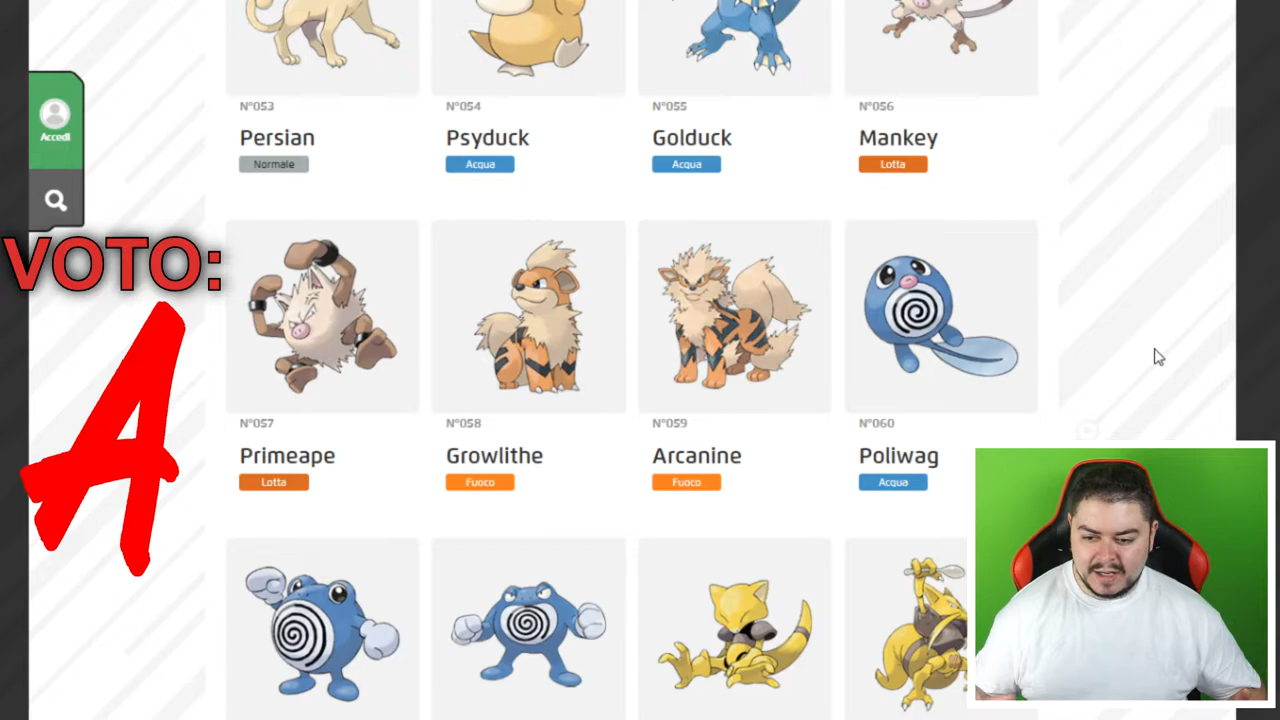 N°053 N°054 N°055 N°056
Persian Psyduck Golduck Mankey
Normale Acqua Acqua Lotta
Accedi
VOTO:
A
N°057 N°058 N°059 N°060
Primeape Growlithe Arcanine Poliwag
Lotta Fuoco Fuoco Acqua